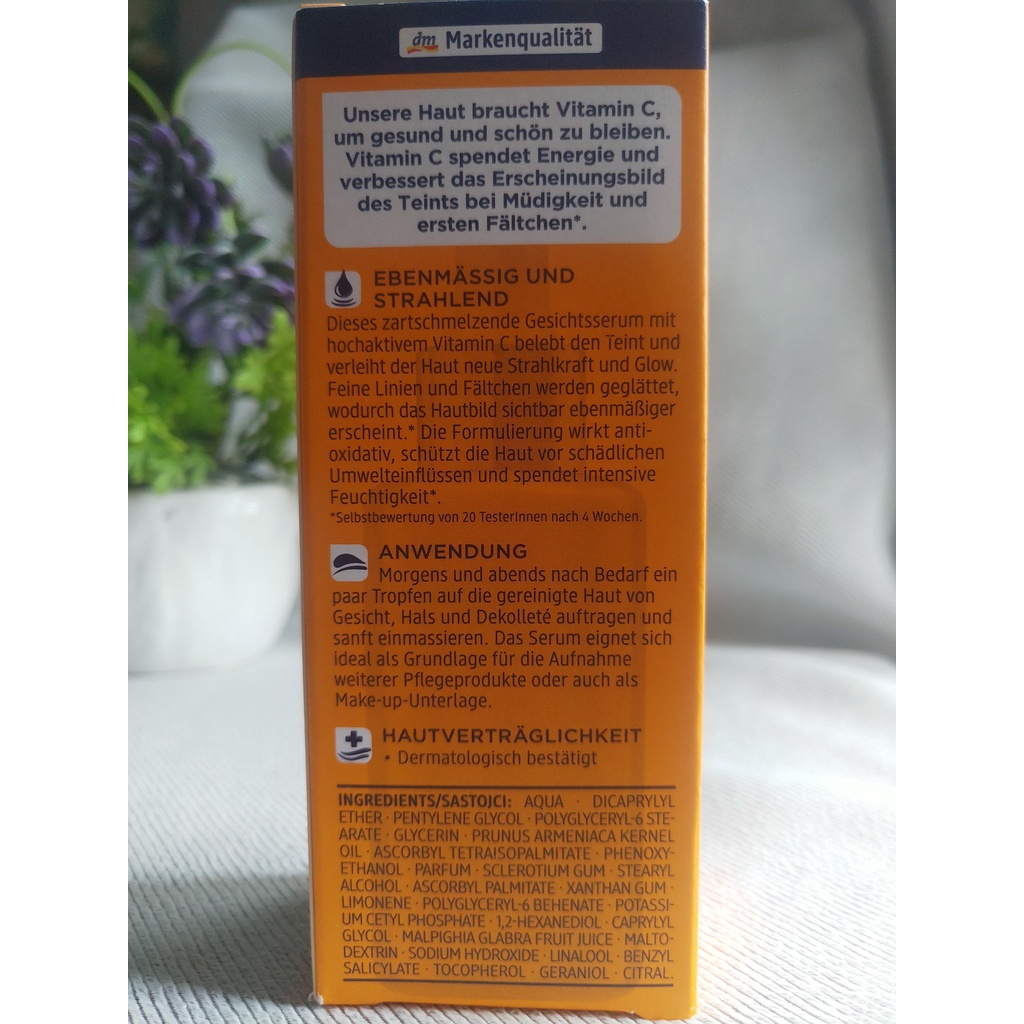 dm Markenqualität
Unsere Haut braucht Vitamin C,
um gesund und schön zu bleiben.
Vitamin C spendet Energie und
verbessert das Erscheinungsbild
des Teints bei Müdigkeit und
ersten Fältchen*.
EBENMÄSSIG UND
STRAHLEND
Dieses zartschmelzende Gesichtsserum mit
hochaktivem Vitamin C belebt den Teint und
verleiht der Haut neue Strahlkraft und Glow.
Feine Linien und Fältchen werden geglättet,
wodurch das Hautbild sichtbar ebenmäßiger
erscheint.* Die Formulierung wirkt anti-
oxidativ, schützt die Haut vor schädlichen
Umwelteinflüssen und spendet intensive
Feuchtigkeit*.
*Selbstbewertung von 20 TesterInnen nach 4 Wochen.
ANWENDUNG
Morgens und abends nach Bedarf ein
paar Tropfen auf die gereinigte Haut von
Gesicht, Hals und Dekolleté auftragen und
sanft einmassieren. Das Serum eignet sich
ideal als Grundlage für die Aufnahme
weiterer Pflegeprodukte oder auch als
Make-up-Unterlage.
HAUTVERTRÄGLICHKEIT
• Dermatologisch bestätigt
INGREDIENTS/SASTOJCI: AQUA · DICAPRYLYL
ETHER · PENTYLENE GLYCOL · POLYGLYCERYL-6 STE-
ARATE · GLYCERIN · PRUNUS ARMENIACA KERNEL
OIL · ASCORBYL TETRAISOPALMITATE · PHENOXY-
ETHANOL · PARFUM · SCLEROTIUM GUM · STEARYL
ALCOHOL · ASCORBYL PALMITATE · XANTHAN GUM ·
LIMONENE · POLYGLYCERYL-6 BEHENATE · POTASSI-
UM CETYL PHOSPHATE · 1,2-HEXANEDIOL · CAPRYLYL
GLYCOL · MALPIGHIA GLABRA FRUIT JUICE · MALTO-
DEXTRIN · SODIUM HYDROXIDE · LINALOOL · BENZYL
SALICYLATE · TOCOPHEROL · GERANIOL · CITRAL.